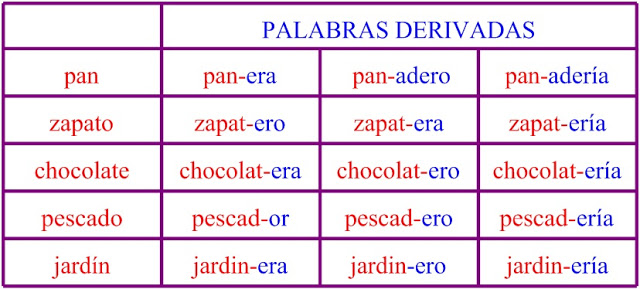 PALABRAS DERIVADAS
pan pan-era pan-adero pan-adería
zapato zapat-ero zapat-era zapat-ería
chocolate chocolat-era chocolat-ero chocolat-ería
pescado pescad-or pescad-ero pescad-ería
jardín jardin-era jardin-ero jardin-ería